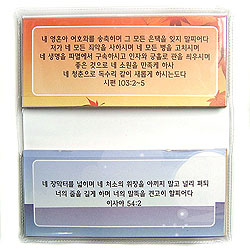 내 영혼아 여호와를 송축하며 그 모든 은택을 잊지 말찌어다
저가 네 모든 죄악을 사하시며 네 모든 병을 고치시며
네 생명을 파멸에서 구속하시고 인자와 긍휼로 관을 씌우시며
좋은 것으로 네 소원을 만족케 하사
네 청춘으로 독수리 같이 새롭게 하시는도다
시편 103:2~5
네 장막터를 넓히며 네 처소의 휘장을 아끼지 말고 널리 펴되
너의 줄을 길게 하며 너의 말뚝을 견고히 할찌어다
이사야 54:2